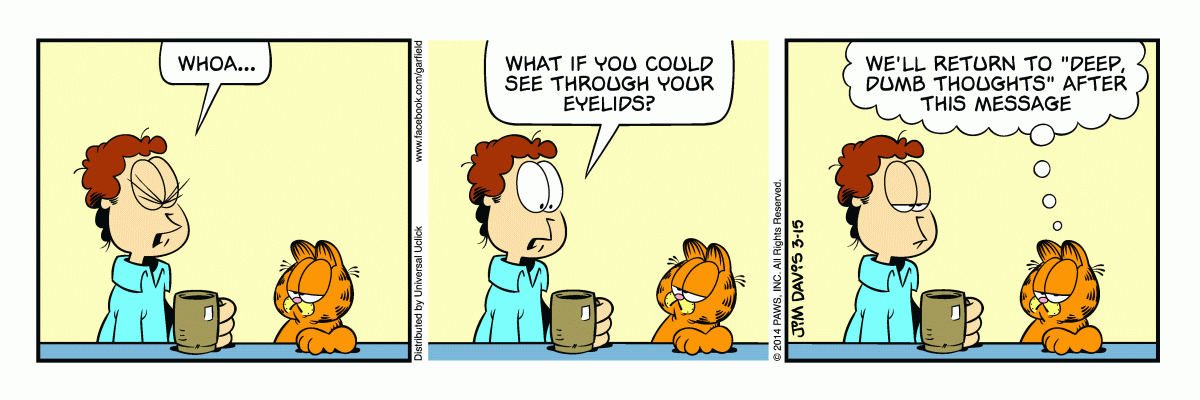 WHOA...
www.facebook.com/garfield
Distributed by Universal Uclick
WHAT IF YOU COULD
SEE THROUGH YOUR
EYELIDS?
© 2014 PAWS, INC. All Rights Reserved.
JIM DAVIS 3-15
WE'LL RETURN TO "DEEP,
DUMB THOUGHTS" AFTER
THIS MESSAGE